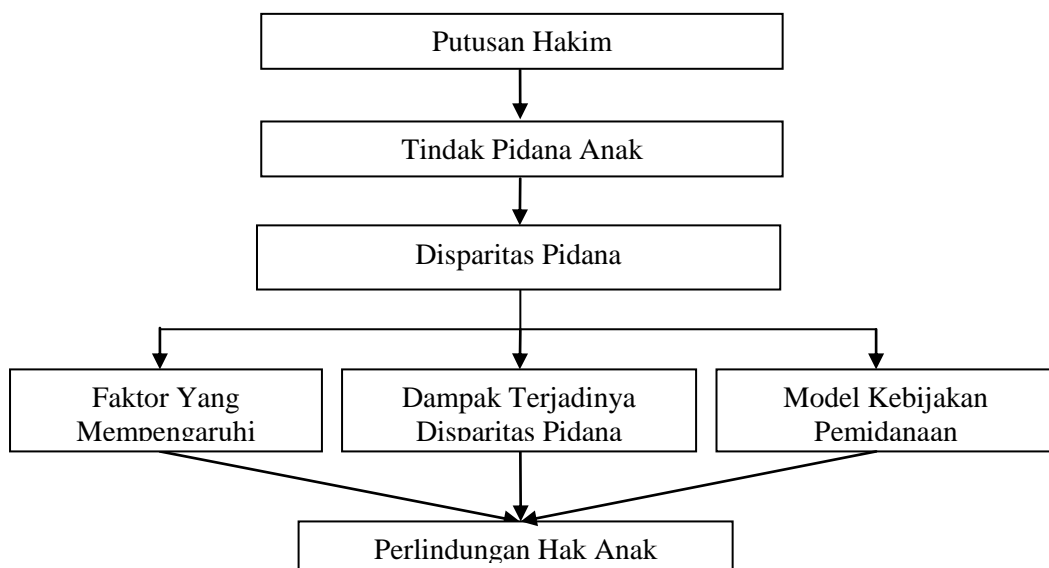 Putusan Hakim
Tindak Pidana Anak
Disparitas Pidana
Faktor Yang
Mempengaruhi
Dampak Terjadinya
Disparitas Pidana
Model Kebijakan
Pemidanaan
Perlindungan Hak Anak